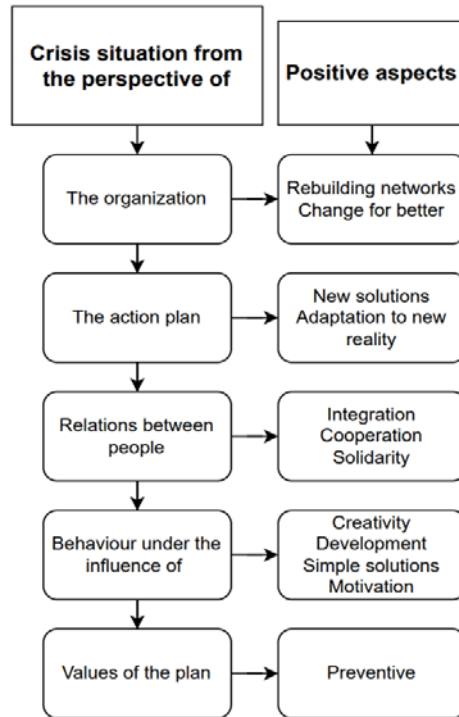 Crisis situation from
the perspective of
Positive aspects
The organization
Rebuilding networks
Change for better
The action plan
New solutions
Adaptation to new
reality
Relations between
people
Integration
Cooperation
Solidarity
Behaviour under the
influence of
Creativity
Development
Simple solutions
Motivation
Values of the plan
Preventive